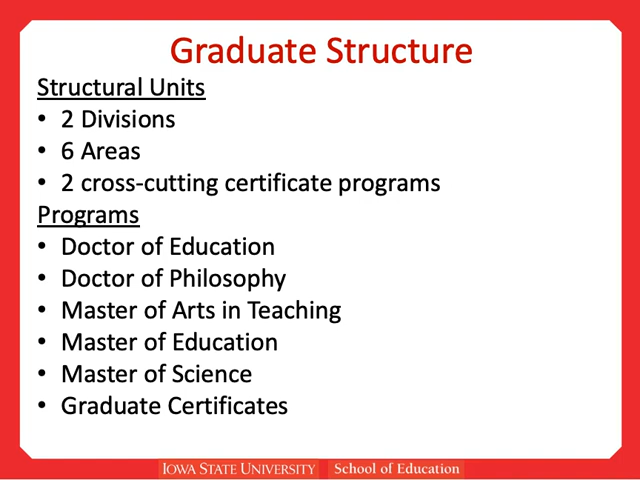 Graduate Structure
Structural Units
• 2 Divisions
• 6 Areas
• 2 cross-cutting certificate programs
Programs
• Doctor of Education
• Doctor of Philosophy
• Master of Arts in Teaching
• Master of Education
• Master of Science
• Graduate Certificates
IOWA STATE UNIVERSITY School of Education